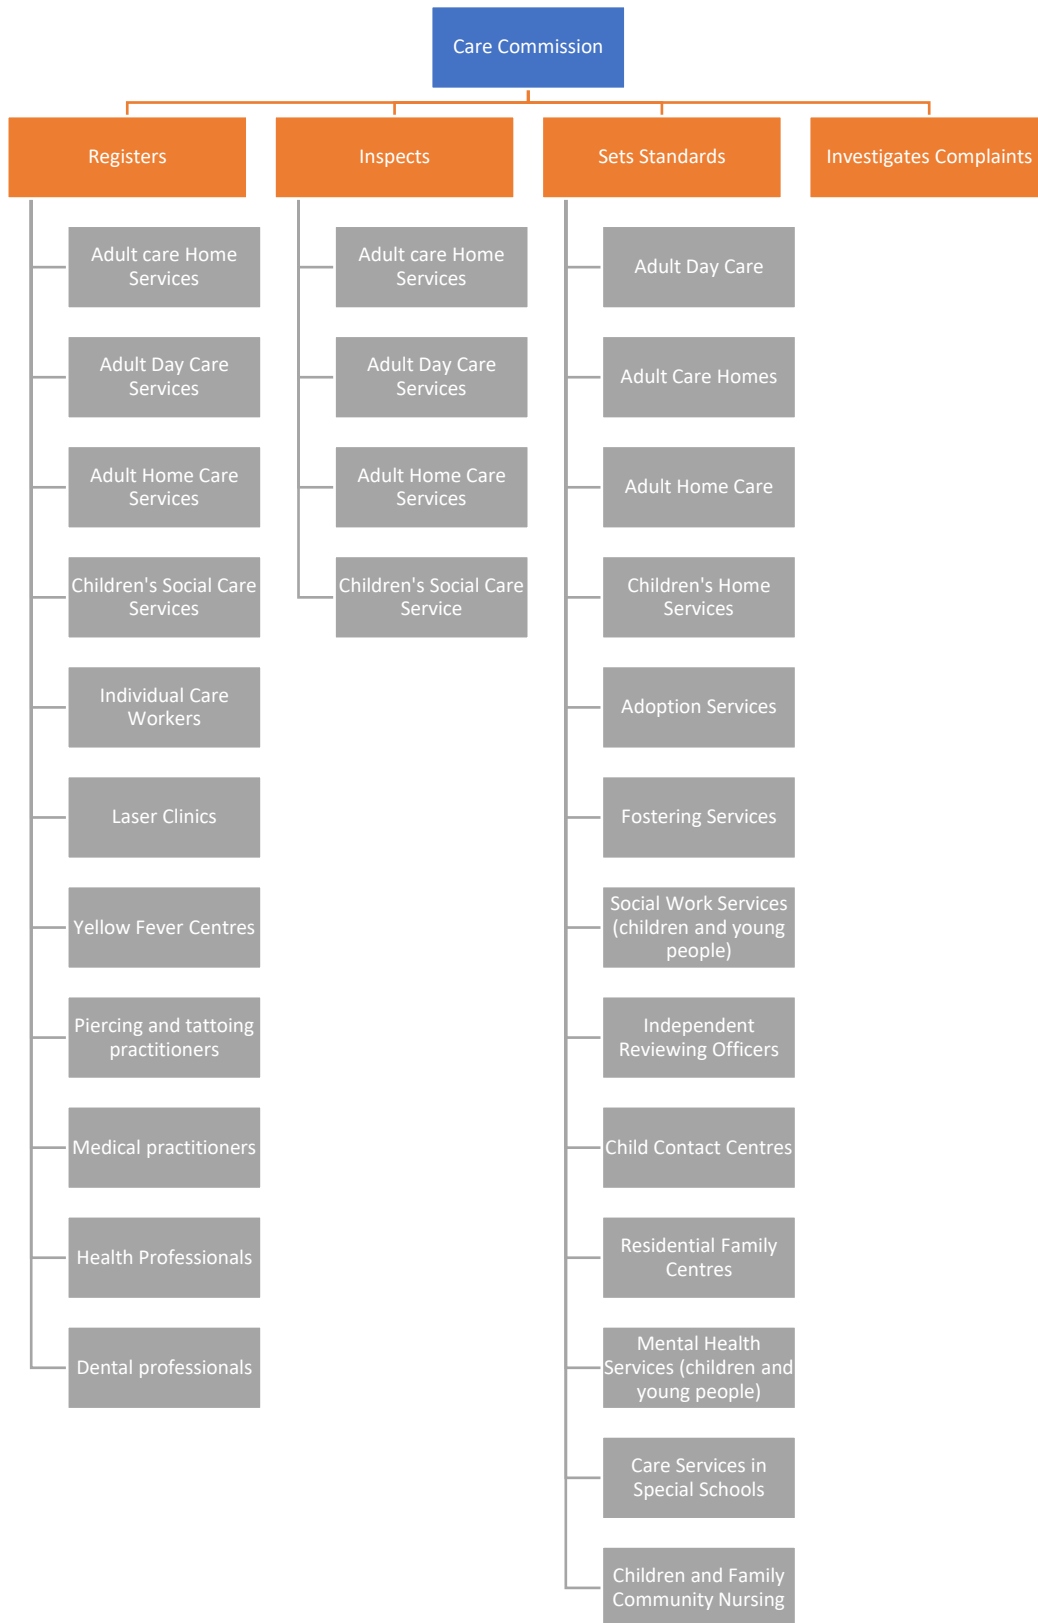 Care Commission
Registers
Inspects
Sets Standards
Investigates Complaints
Adult care Home
Services
Adult Day Care
Services
Adult Home Care
Services
Children's Social Care
Services
Individual Care
Workers
Laser Clinics
Yellow Fever Centres
Piercing and tattoing
practitioners
Medical practitioners
Health Professionals
Dental professionals
Adult care Home
Services
Adult Day Care
Services
Adult Home Care
Services
Children's Social Care
Service
Adult Day Care
Adult Care Homes
Adult Home Care
Children's Home
Services
Adoption Services
Fostering Services
Social Work Services
(children and young
people)
Independent
Reviewing Officers
Child Contact Centres
Residential Family
Centres
Mental Health
Services (children and
young people)
Care Services in
Special Schools
Children and Family
Community Nursing